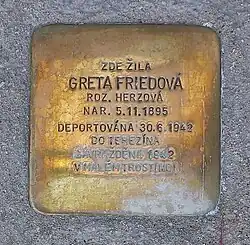 ZDE ŽILA
GRETA FRIEDOVÁ
ROZ. HERZOVÁ
NAR. 5.11.1895
DEPORTOVÁNA 30.6.1942
DO TEREZÍNA
ZAVRAŽDĚNA 1942
V MALÉM TROSTINCI